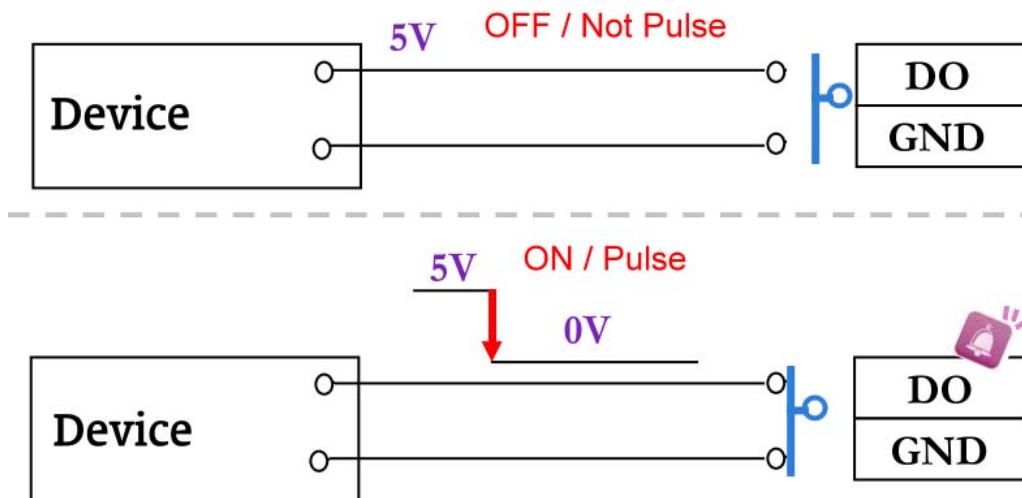 5V OFF / Not Pulse
Device
DO
GND
5V ON / Pulse
0V
Device
DO
GND